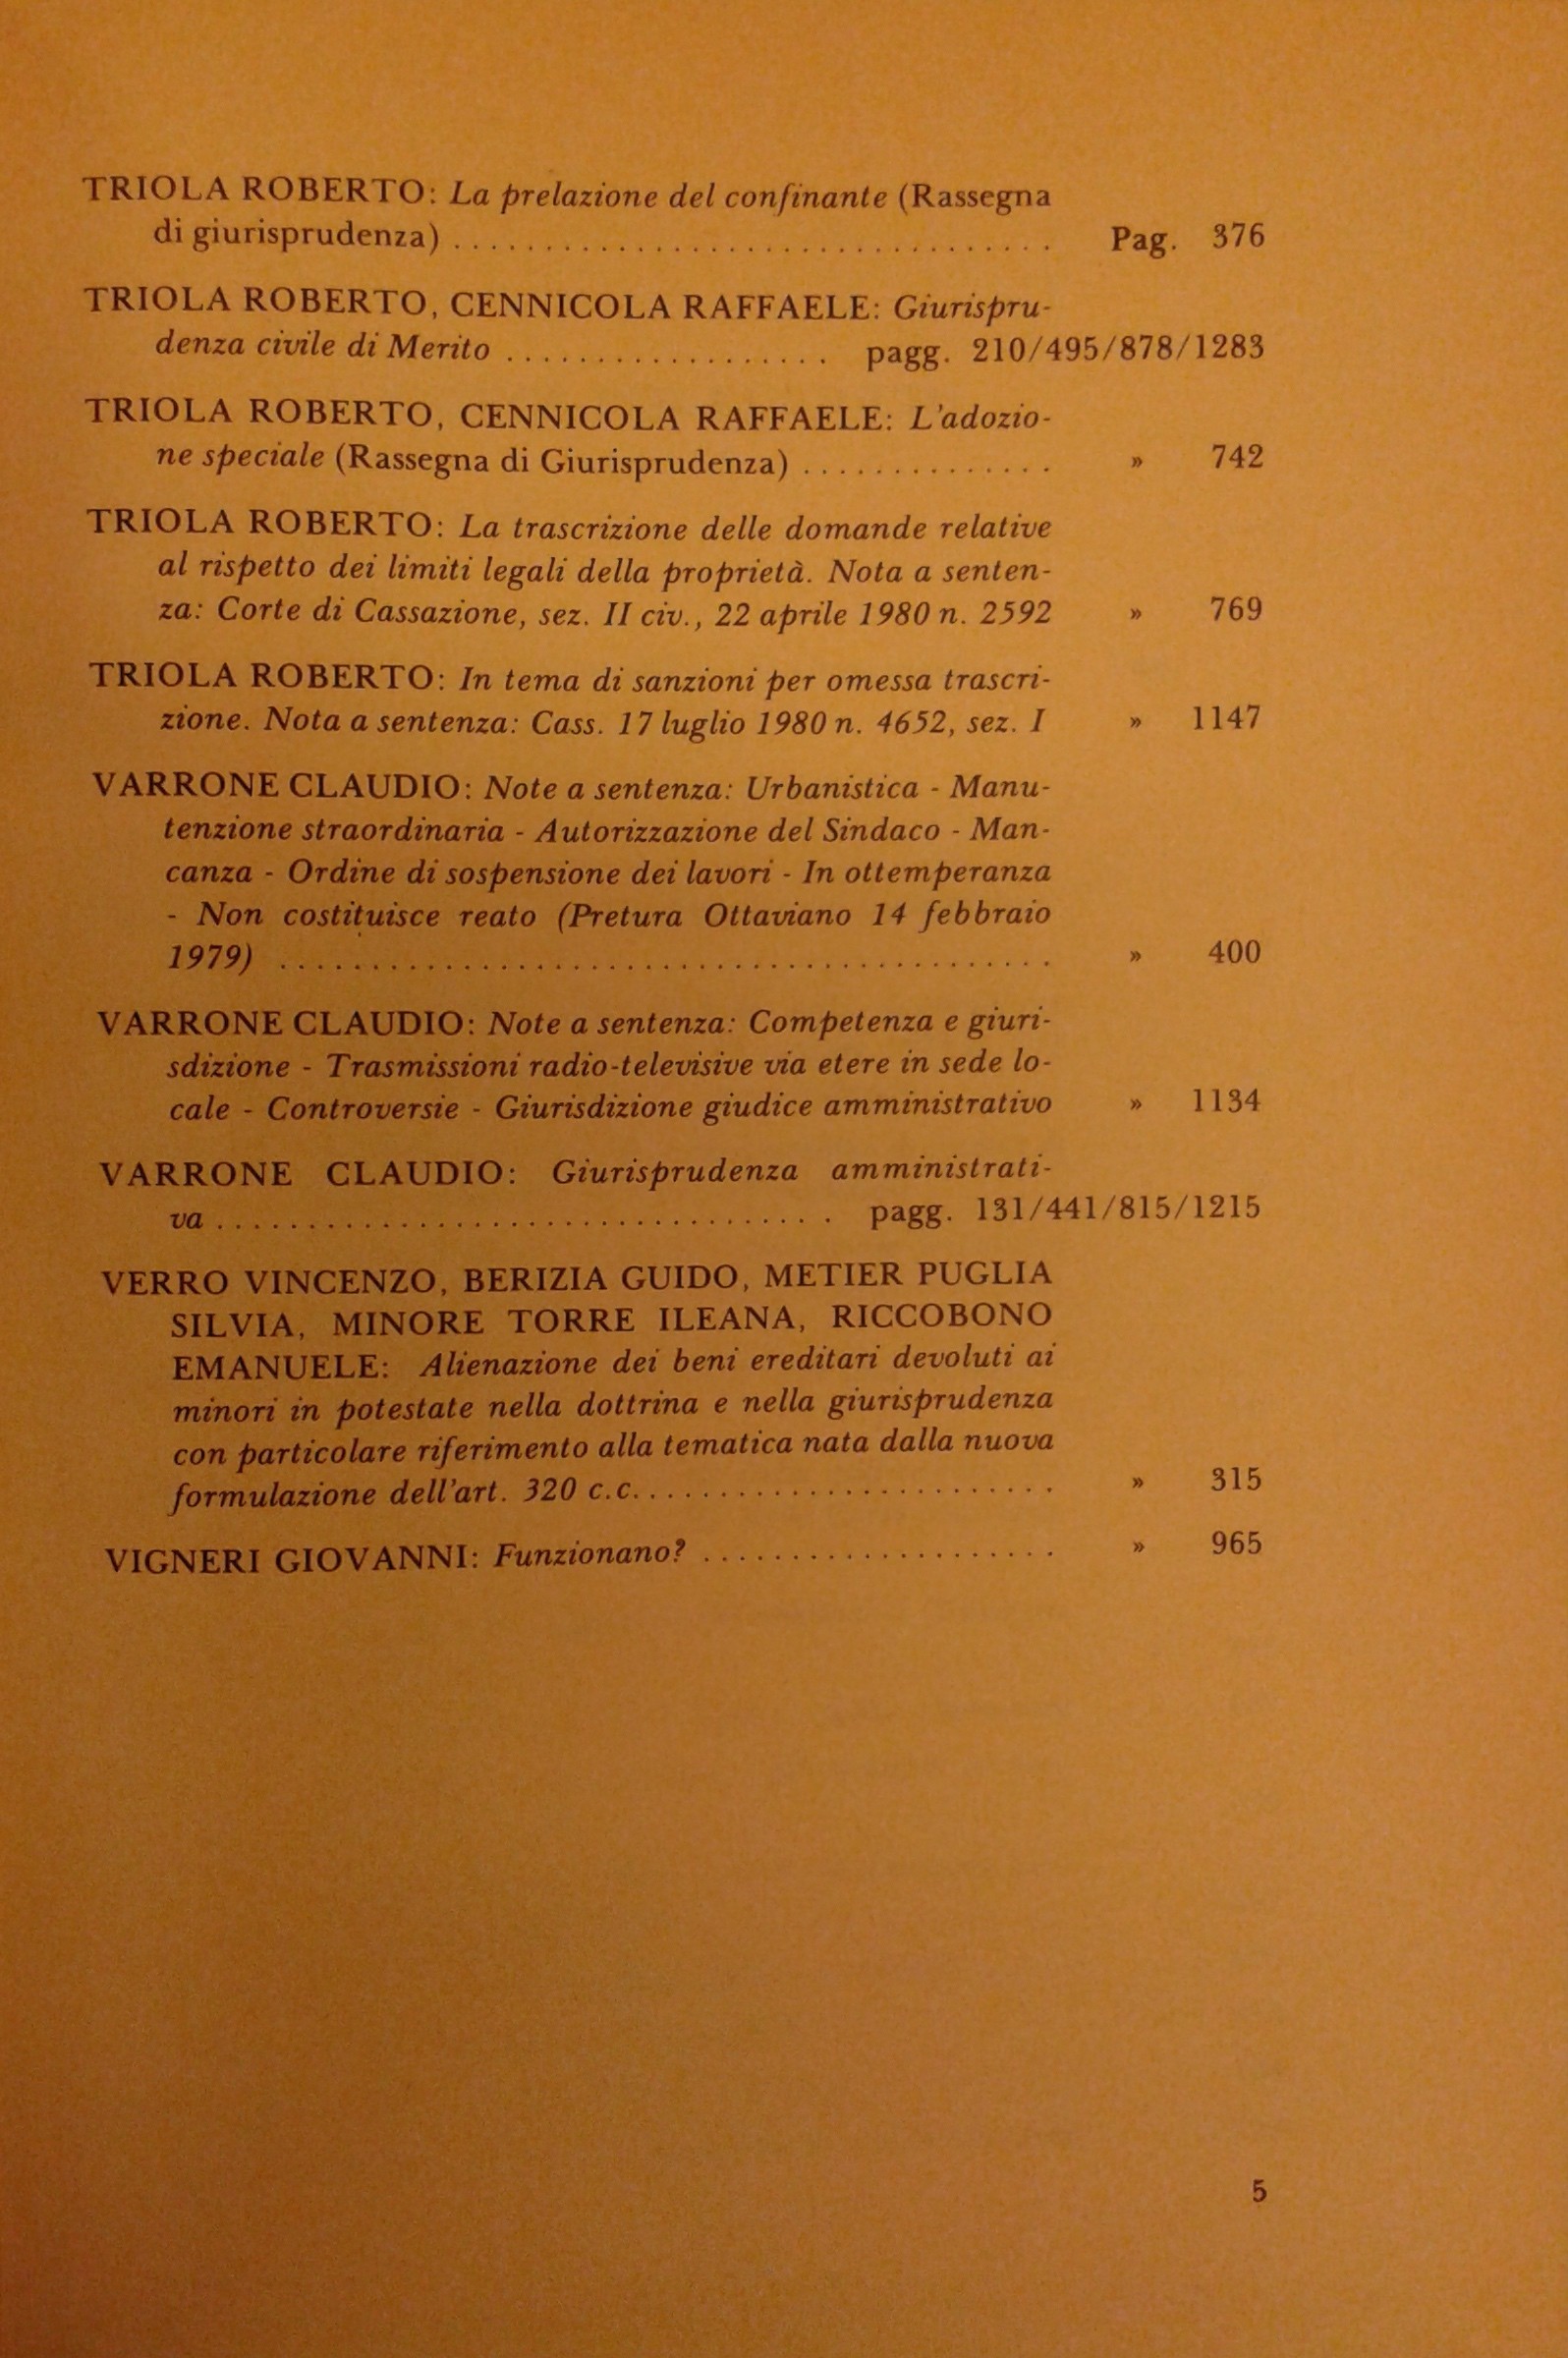 TRIOLA ROBERTO: La prelazione del confinante (Rassegna
di giurisprudenza) ................................. Pag. 376
TRIOLA ROBERTO, CENNICOLA RAFFAELE: Giurispru-
denza civile di Merito .................. pagg. 210/495/878/1283
TRIOLA ROBERTO, CENNICOLA RAFFAELE: L'adozio-
ne speciale (Rassegna di Giurisprudenza) .............. » 742
TRIOLA ROBERTO: La trascrizione delle domande relative
al rispetto dei limiti legali della proprietà. Nota a senten-
za: Corte di Cassazione, sez. II civ., 22 aprile 1980 n. 2592 » 769
TRIOLA ROBERTO: In tema di sanzioni per omessa trascri-
zione. Nota a sentenza: Cass. 17 luglio 1980 n. 4652, sez. I » 1147
VARRONE CLAUDIO: Note a sentenza: Urbanistica - Manu-
tenzione straordinaria - Autorizzazione del Sindaco - Man-
canza - Ordine di sospensione dei lavori - In ottemperanza
- Non costituisce reato (Pretura Ottaviano 14 febbraio
1979) ........................................... » 400
VARRONE CLAUDIO: Note a sentenza: Competenza e giuri-
sdizione - Trasmissioni radio-televisive via etere in sede lo-
cale - Controversie - Giurisdizione giudice amministrativo » 1134
VARRONE CLAUDIO: Giurisprudenza amministrati-
va .................................. pagg. 131/441/815/1215
VERRO VINCENZO, BERIZIA GUIDO, METIER PUGLIA
SILVIA, MINORE TORRE ILEANA, RICCOBONO
EMANUELE: Alienazione dei beni ereditari devoluti ai
minori in potestate nella dottrina e nella giurisprudenza
con particolare riferimento alla tematica nata dalla nuova
formulazione dell'art. 320 c.c........................ » 315
VIGNERI GIOVANNI: Funzionano? .................... » 965
5